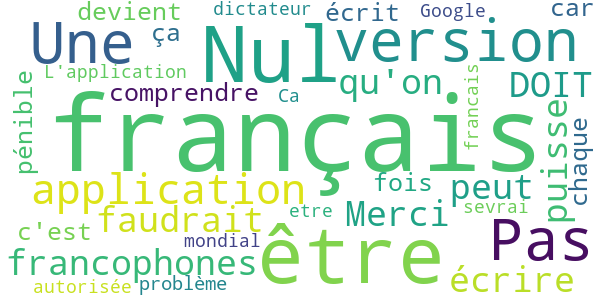 devient dictateur écrit Google car
Une ça Nul version
L'application qu'on DOIT
pénible comprendre Ca
français francais puisse chaque
application fois peut
faudrait etre Merci sevrai
c'est mondial être Pas
francophones écrire
autorisée problème